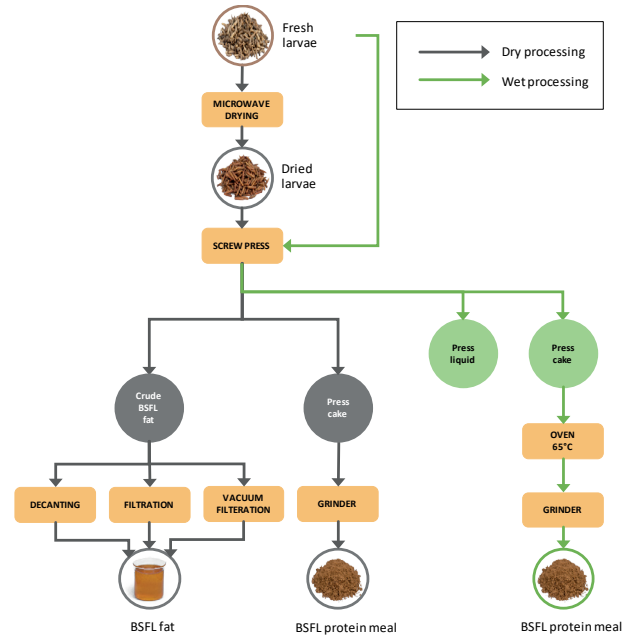 Fresh
larvae
Dry processing
Wet processing
MICROWAVE
DRYING
Dried
larvae
SCREW PRESS
Press
liquid
Press
cake
Crude
BSFL
fat
Press
cake
OVEN
65°C
DECANTING
FILTRATION
VACUUM
FILTERATION
GRINDER
GRINDER
BSFL fat
BSFL protein meal
BSFL protein meal